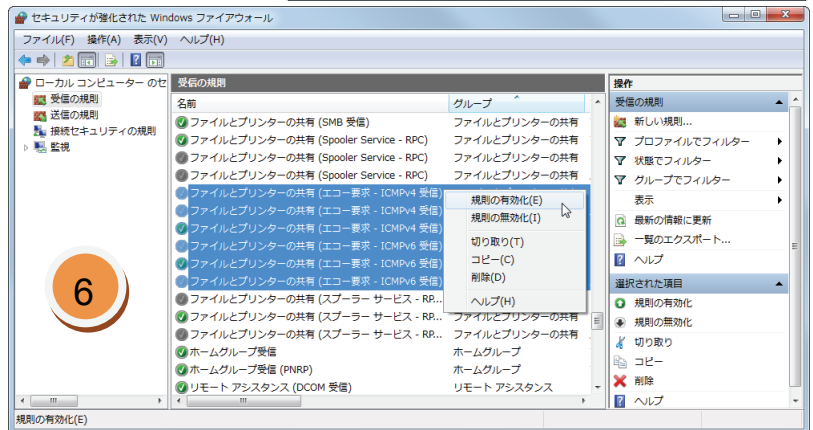 セキュリティが強化された Windows ファイアウォール
ファイル(F) 操作(A) 表示(V) ヘルプ(H)
ローカル コンピューター のセ
受信の規則
送信の規則
接続セキュリティの規則
監視
受信の規則
名前 グループ
ファイルとプリンターの共有 (SMB 受信) ファイルとプリンターの共有
ファイルとプリンターの共有 (Spooler Service - RPC) ファイルとプリンターの共有
ファイルとプリンターの共有 (Spooler Service - RPC) ファイルとプリンターの共有
ファイルとプリンターの共有 (Spooler Service - RPC) ファイルとプリンターの共有
ファイルとプリンターの共有 (エコー要求 - ICMPv4 受信)
ファイルとプリンターの共有 (エコー要求 - ICMPv4 受信)
ファイルとプリンターの共有 (エコー要求 - ICMPv4 受信)
ファイルとプリンターの共有 (エコー要求 - ICMPv6 受信)
ファイルとプリンターの共有 (エコー要求 - ICMPv6 受信)
ファイルとプリンターの共有 (エコー要求 - ICMPv6 受信)
ファイルとプリンターの共有 (スプーラー サービス - RP...
ファイルとプリンターの共有 (スプーラー サービス - RP... ファイルとプリンターの共有
ファイルとプリンターの共有 (スプーラー サービス - RP... ファイルとプリンターの共有
ホームグループ受信 ホームグループ
ホームグループ受信 (PNRP) ホームグループ
リモート アシスタンス (DCOM 受信) リモート アシスタンス
規則の有効化(E)
規則の無効化(I)
切り取り(T)
コピー(C)
削除(D)
ヘルプ(H)
操作
受信の規則
新しい規則...
プロファイルでフィルター
状態でフィルター
グループでフィルター
表示
最新の情報に更新
一覧のエクスポート...
ヘルプ
選択された項目
規則の有効化
規則の無効化
切り取り
コピー
削除
ヘルプ
6
規則の有効化(E)